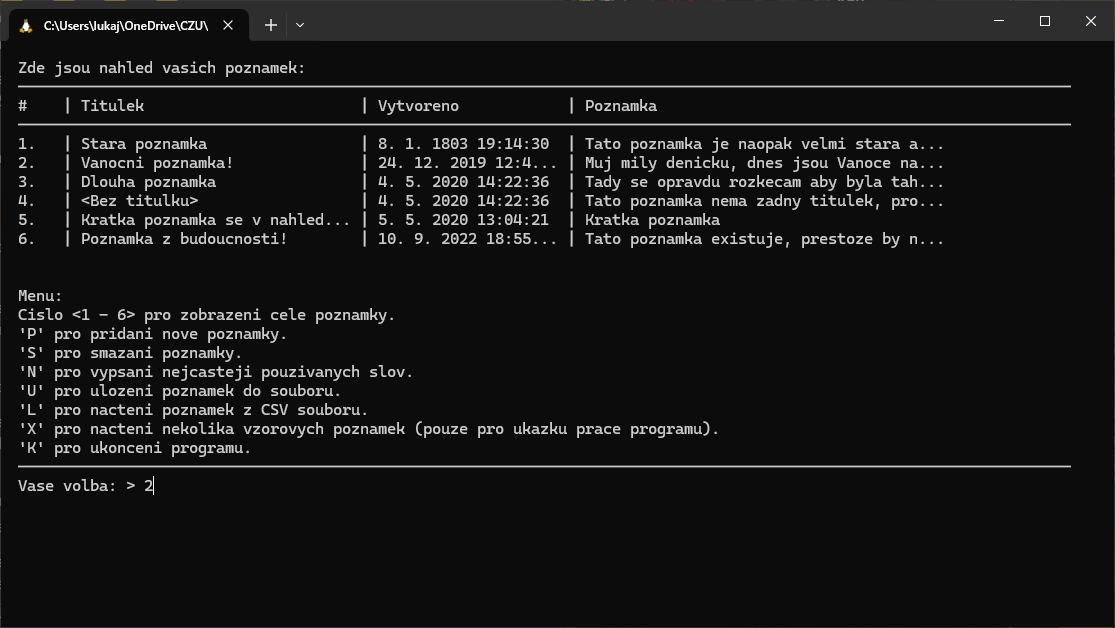 C:\Users\lukaj\OneDrive\CZU\
Zde jsou nahled vasich poznamek:
# | Titulek | Vytvoreno | Poznamka
1. | Stara poznamka | 8. 1. 1803 19:14:30 | Tato poznamka je naopak velmi stara a...
2. | Vanocni poznamka! | 24. 12. 2019 12:4... | Muj mily denicku, dnes jsou Vanoce na...
3. | Dlouha poznamka | 4. 5. 2020 14:22:36 | Tady se opravdu rozkecam aby byla tah...
4. | <Bez titulku> | 4. 5. 2020 14:22:36 | Tato poznamka nema zadny titulek, pro...
5. | Kratka poznamka se v nahled... | 5. 5. 2020 13:04:21 | Kratka poznamka
6. | Poznamka z budoucnosti! | 10. 9. 2022 18:55... | Tato poznamka existuje, prestoze by n...
Menu:
Cislo <1 - 6> pro zobrazeni cele poznamky.
'P' pro pridani nove poznamky.
'S' pro smazani poznamky.
'N' pro vypsani nejcasteji pouzivanych slov.
'U' pro ulozeni poznamek do souboru.
'L' pro nacteni poznamek z CSV souboru.
'X' pro nacteni nekolika vzorovych poznamek (pouze pro ukazku prace programu).
'K' pro ukonceni programu.
Vase volba: > 2